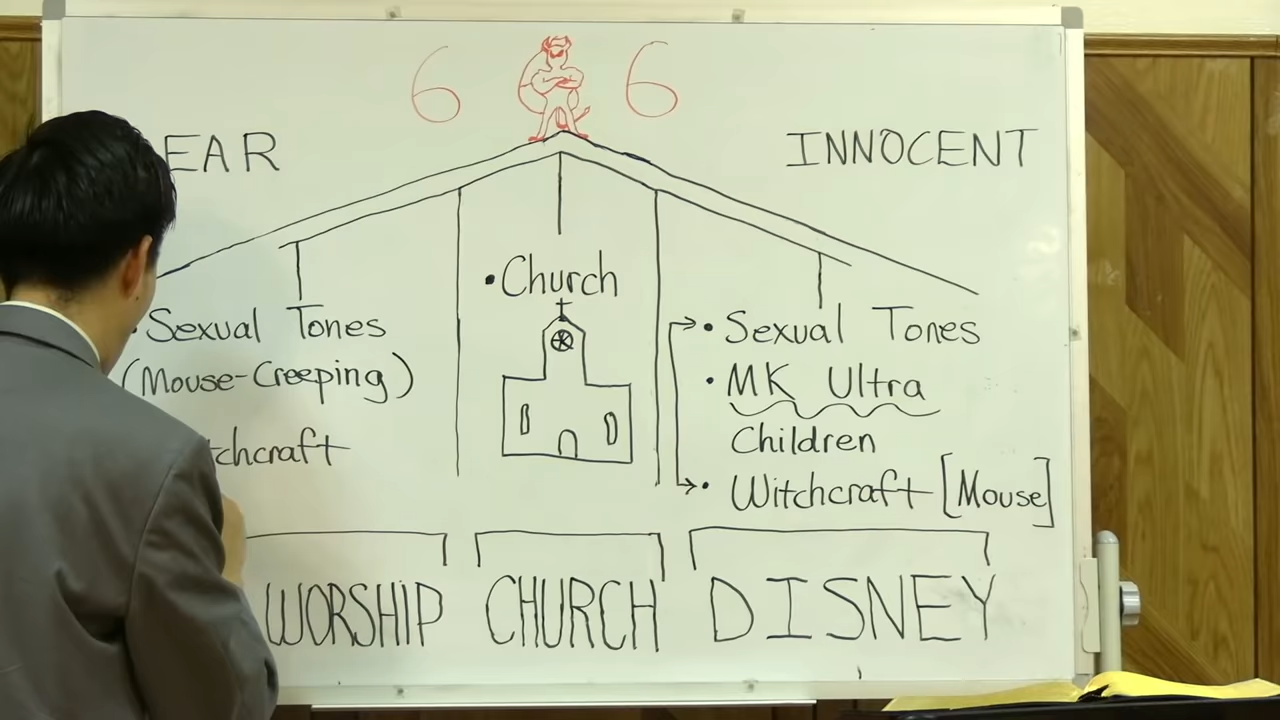 6 6
EAR
INNOCENT
• Church
• Sexual Tones
(Mouse-Creeping)
tchcraft
• Sexual Tones
• MK Ultra
Children
• Witchcraft [Mouse]
WORSHIP
CHURCH
DISNEY